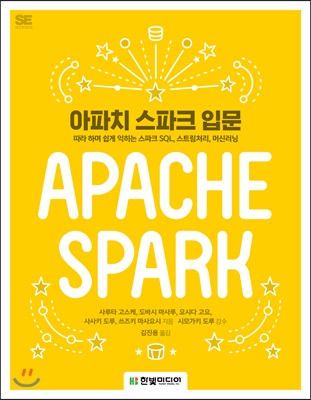 SE
아파치 스파크 입문
따라 하며 쉽게 익히는 스파크 SQL, 스트림처리, 머신러닝
APACHE
SPARK
사루타 고스케, 도바시 마사루, 요시다 고요,
사사키 도루, 쓰즈키 마사요시 지음 시모가키 도루 감수
김진용 옮김
한빛미디어